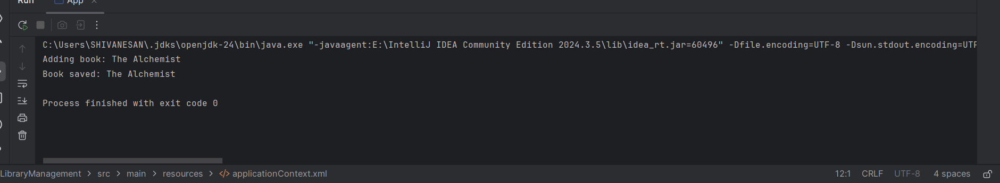 Run App
C:\Users\SHIVANESAN\.jdks\openjdk-24\bin\java.exe "-javaagent:E:\IntelliJ IDEA Community Edition 2024.3.5\lib\idea_rt.jar=60496" -Dfile.encoding=UTF-8 -Dsun.stdout.encoding=UTF
Adding book: The Alchemist
Book saved: The Alchemist
Process finished with exit code 0
LibraryManagement > src > main > resources > </> applicationContext.xml 12:1 CRLF UTF-8 4 spaces